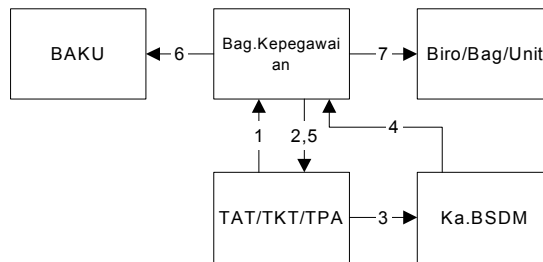 BAKU
6
Bag.Kepegawai
an
7
Biro/Bag/Unit
1
2,5
4
TAT/TKT/TPA
3
Ka.BSDM